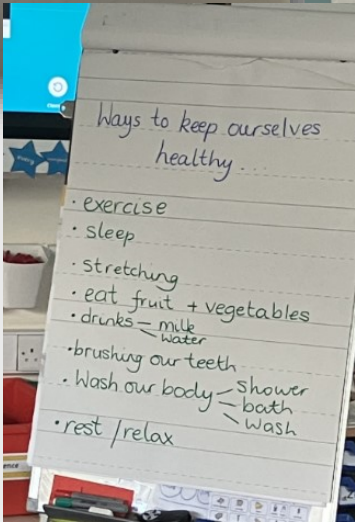 Ways to keep ourselves
healthy...
• exercise
• sleep
• stretching
• eat fruit + vegetables
• drinks - milk
water
• brushing our teeth
• Wash our body - shower
- bath
wash
• rest / relax
ence